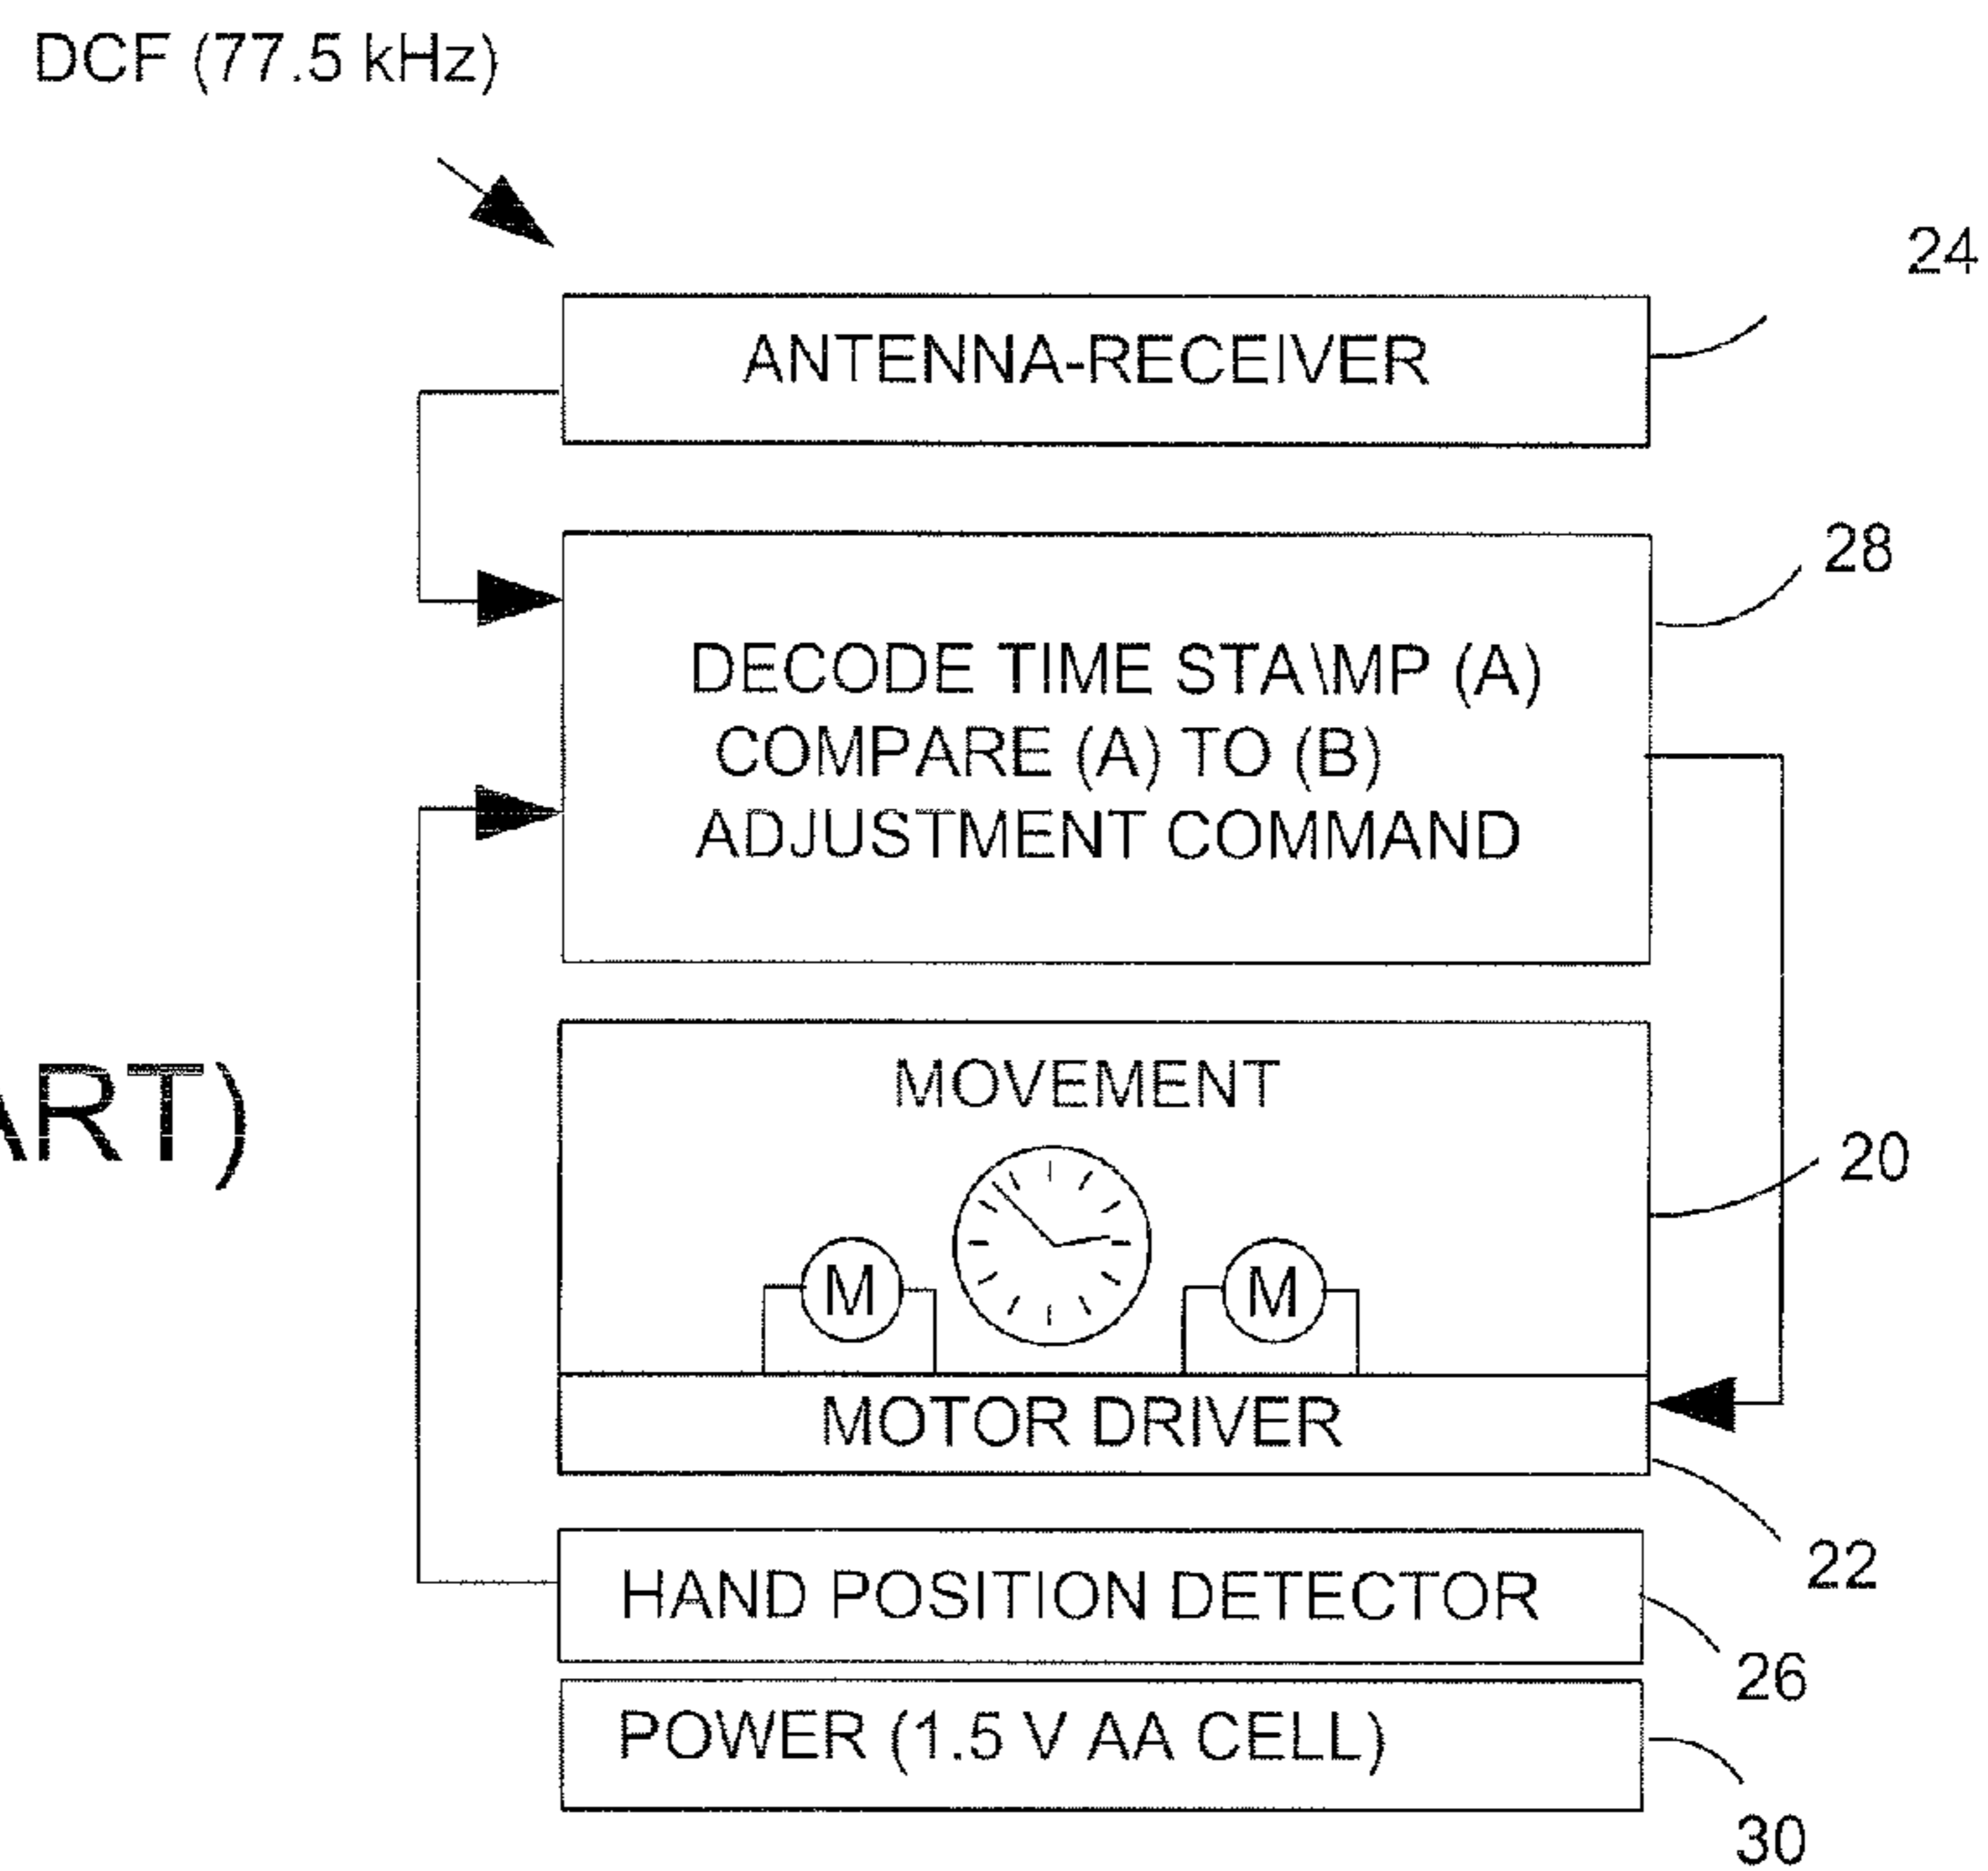 DCF (77.5 kHz)
24
ANTENNA-RECEIVER
28
DECODE TIME STA\MP (A)
COMPARE (A) TO (B)
ADJUSTMENT COMMAND
ART)
MOVEMENT
20
M
M
MOTOR DRIVER
22
HAND POSITION DETECTOR
26
POWER (1.5 V AA CELL)
30